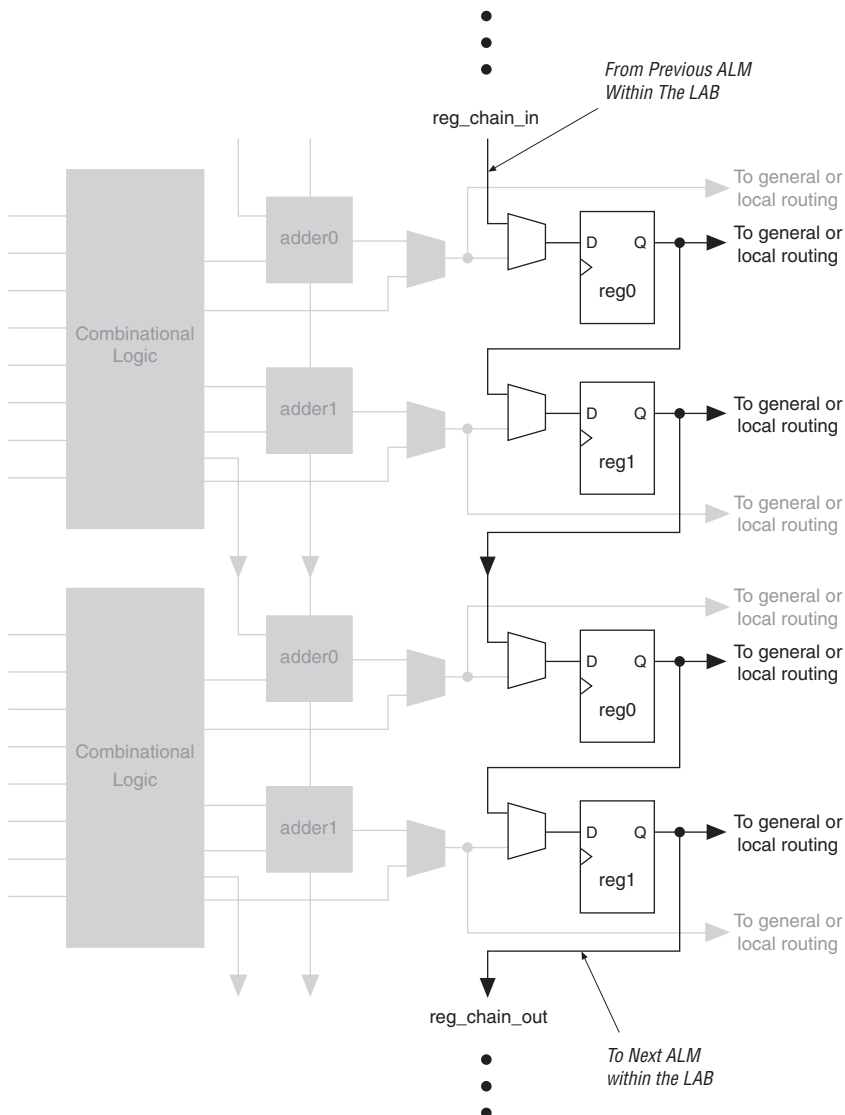 From Previous ALM
Within The LAB
reg_chain_in
To general or
local routing
adder0
D Q
reg0
To general or
local routing
Combinational
Logic
adder1
D Q
reg1
To general or
local routing
To general or
local routing
To general or
local routing
adder0
D Q
reg0
To general or
local routing
Combinational
Logic
adder1
D Q
reg1
To general or
local routing
To general or
local routing
reg_chain_out
To Next ALM
within the LAB